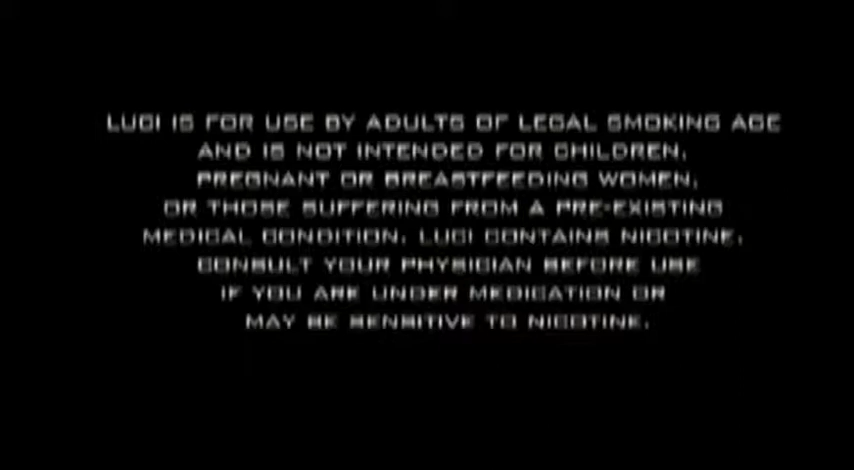 LUCI IS FOR USE BY ADULTS OF LEGAL SMOKING AGE
AND IS NOT INTENDED FOR CHILDREN,
PREGNANT OR BREASTFEEDING WOMEN,
OR THOSE SUFFERING FROM A PRE-EXISTING
MEDICAL CONDITION. LUCI CONTAINS NICOTINE.
CONSULT YOUR PHYSICIAN BEFORE USE
IF YOU ARE UNDER MEDICATION OR
MAY BE SENSITIVE TO NICOTINE.